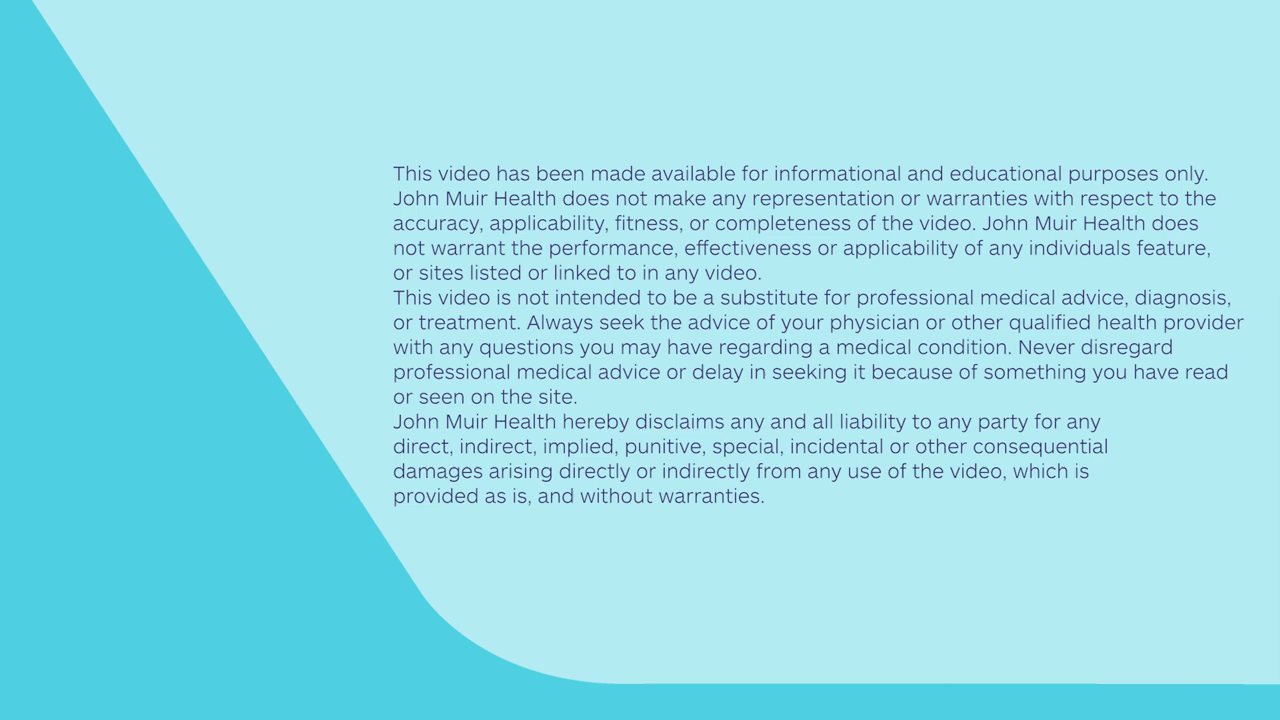 This video has been made available for informational and educational purposes only.
John Muir Health does not make any representation or warranties with respect to the
accuracy, applicability, fitness, or completeness of the video. John Muir Health does
not warrant the performance, effectiveness or applicability of any individuals feature,
or sites listed or linked to in any video.
This video is not intended to be a substitute for professional medical advice, diagnosis,
or treatment. Always seek the advice of your physician or other qualified health provider
with any questions you may have regarding a medical condition. Never disregard
professional medical advice or delay in seeking it because of something you have read
or seen on the site.
John Muir Health hereby disclaims any and all liability to any party for any
direct, indirect, implied, punitive, special, incidental or other consequential
damages arising directly or indirectly from any use of the video, which is
provided as is, and without warranties.